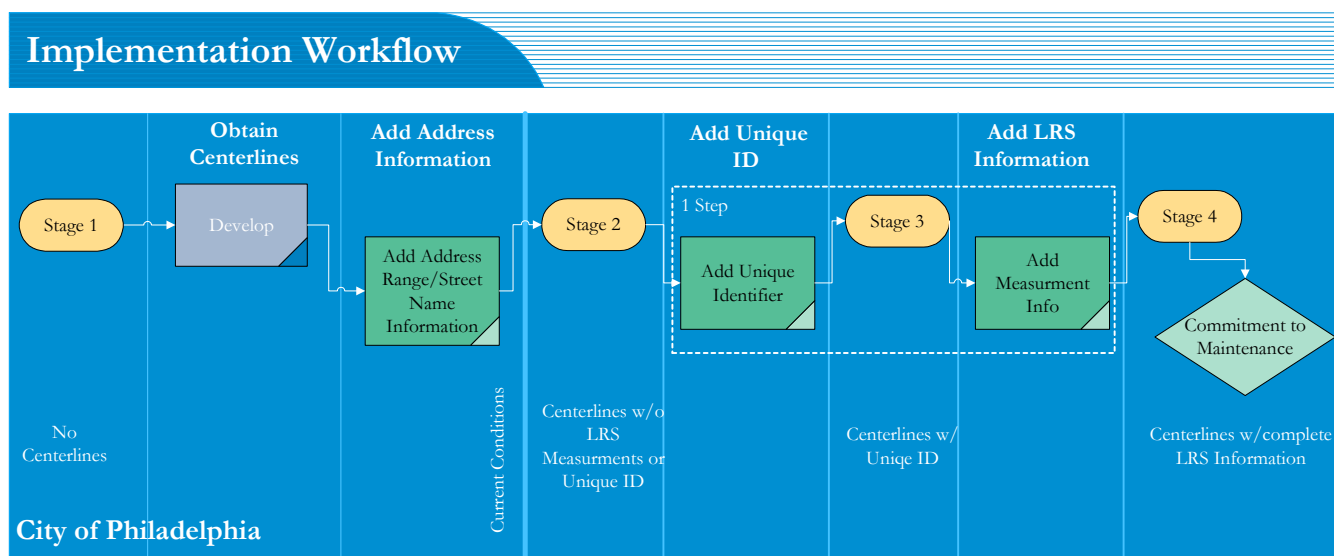 Implementation Workflow
Obtain
Centerlines
Add Address
Information
Add Unique
ID
Add LRS
Information
Stage 1
Develop
Add Address
Range/Street
Name
Information
Stage 2
1 Step
Add Unique
Identifier
Stage 3
Add
Measurment
Info
Stage 4
Commitment to
Maintenance
No
Centerlines
Current Conditions
Centerlines w/o
LRS
Measurments or
Unique ID
Centerlines w/
Uniqe ID
Centerlines w/complete
LRS Information
City of Philadelphia